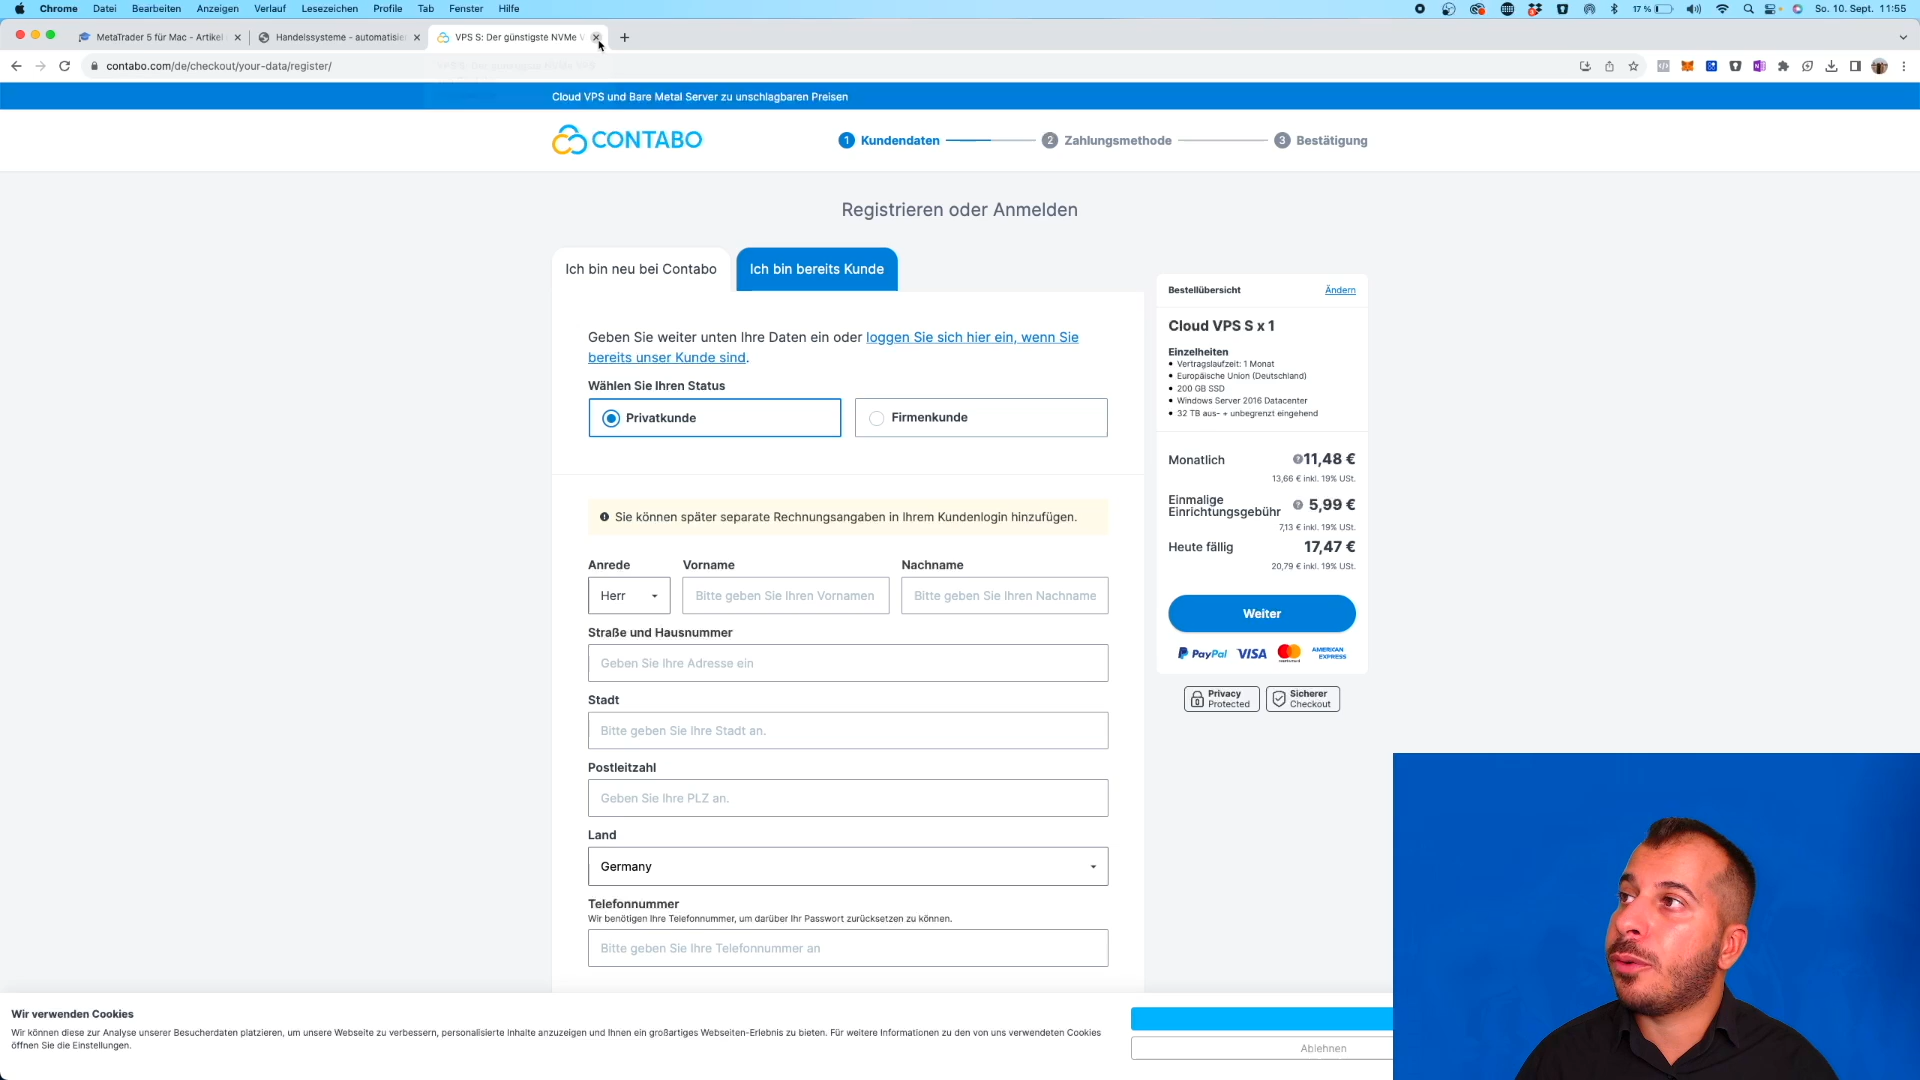 Chrome Datei Bearbeiten Anzeigen Verlauf Lesezeichen Profile Tab Fenster Hilfe 17 % So. 10. Sept. 11:55
MetaTrader 5 für Mac - Artikel
Handelssysteme - automatisie
VPS S: Der günstigste NVMe V
contabo.com/de/checkout/your-data/register/
Cloud VPS und Bare Metal Server zu unschlagbaren Preisen
CONTABO
1 Kundendaten
2 Zahlungsmethode
3 Bestätigung
Registrieren oder Anmelden
Ich bin neu bei Contabo
Ich bin bereits Kunde
Geben Sie weiter unten Ihre Daten ein oder loggen Sie sich hier ein, wenn Sie
bereits unser Kunde sind.
Wählen Sie Ihren Status
Privatkunde
Firmenkunde
Sie können später separate Rechnungsangaben in Ihrem Kundenlogin hinzufügen.
Anrede
Vorname
Nachname
Herr
Bitte geben Sie Ihren Vornamen
Bitte geben Sie Ihren Nachname
Straße und Hausnummer
Geben Sie Ihre Adresse ein
Stadt
Bitte geben Sie Ihre Stadt an.
Postleitzahl
Geben Sie Ihre PLZ an.
Land
Germany
Telefonnummer
Wir benötigen Ihre Telefonnummer, um darüber Ihr Passwort zurücksetzen zu können.
Bitte geben Sie Ihre Telefonnummer an
Bestellübersicht
Ändern
Cloud VPS S x 1
Einzelheiten
Vertragslaufzeit: 1 Monat
Europäische Union (Deutschland)
200 GB SSD
Windows Server 2016 Datacenter
32 TB aus- + unbegrenzt eingehend
Monatlich
11,48 €
13,66 € inkl. 19% USt.
Einmalige
Einrichtungsgebühr
5,99 €
7,13 € inkl. 19% USt.
Heute fällig
17,47 €
20,79 € inkl. 19% USt.
Weiter
PayPal
VISA
mastercard
AMERICAN
EXPRESS
Privacy
Protected
Sicherer
Checkout
Wir verwenden Cookies
Wir können diese zur Analyse unserer Besucherdaten platzieren, um unsere Webseite zu verbessern, personalisierte Inhalte anzuzeigen und Ihnen ein großartiges Webseiten-Erlebnis zu bieten. Für weitere Informationen zu den von uns verwendeten Cookies
öffnen Sie die Einstellungen.
Ablehnen